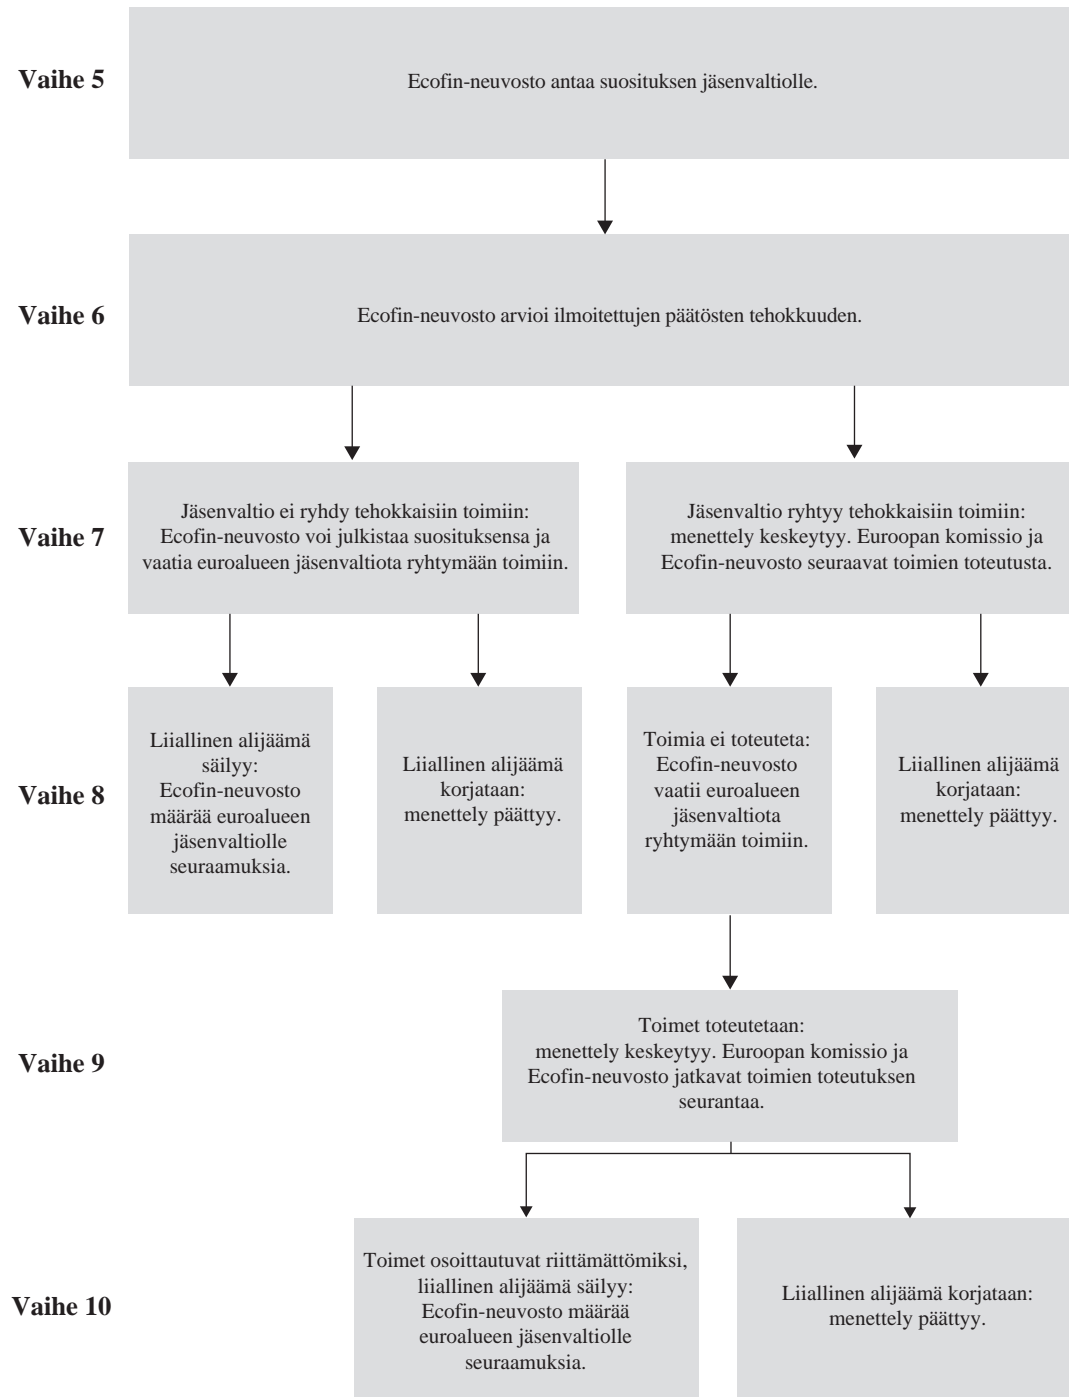 Vaihe 5
Ecofin-neuvosto antaa suosituksen jäsenvaltiolle.
Vaihe 6
Ecofin-neuvosto arvioi ilmoitettujen päätösten tehokkuuden.
Vaihe 7
Jäsenvaltio ei ryhdy tehokkaisiin toimiin:
Ecofin-neuvosto voi julkistaa suosituksensa ja
vaatia euroalueen jäsenvaltiota ryhtymään toimiin.
Jäsenvaltio ryhtyy tehokkaisiin toimiin:
menettely keskeytyy. Euroopan komissio ja
Ecofin-neuvosto seuraavat toimien toteutusta.
Vaihe 8
Liiallinen alijäämä
säilyy:
Ecofin-neuvosto
määrää euroalueen
jäsenvaltiolle
seuraamuksia.
Liiallinen alijäämä
korjataan:
menettely päättyy.
Toimia ei toteuteta:
Ecofin-neuvosto
vaatii euroalueen
jäsenvaltiota
ryhtymään toimiin.
Liiallinen alijäämä
korjataan:
menettely päättyy.
Vaihe 9
Toimet toteutetaan:
menettely keskeytyy. Euroopan komissio ja
Ecofin-neuvosto jatkavat toimien toteutuksen
seurantaa.
Vaihe 10
Toimet osoittautuvat riittämättömiksi,
liiallinen alijäämä säilyy:
Ecofin-neuvosto määrää
euroalueen jäsenvaltiolle
seuraamuksia.
Liiallinen alijäämä korjataan:
menettely päättyy.